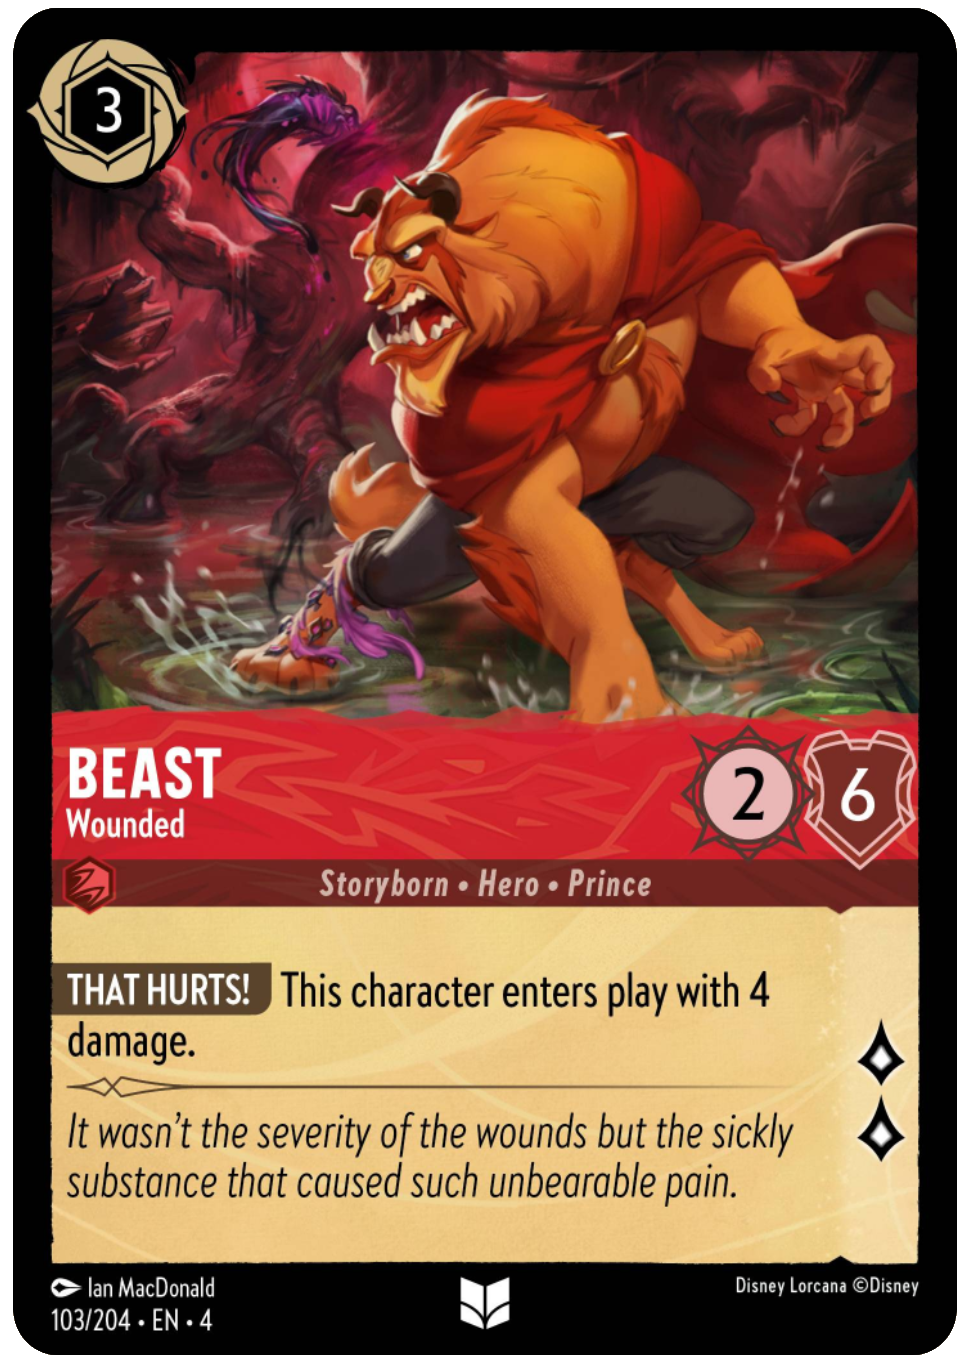 3
BEAST
Wounded
2
6
Storyborn • Hero • Prince
THAT HURTS! This character enters play with 4
damage.
It wasn't the severity of the wounds but the sickly
substance that caused such unbearable pain.
Ian MacDonald
103/204 • EN • 4
Disney Lorcana ©Disney